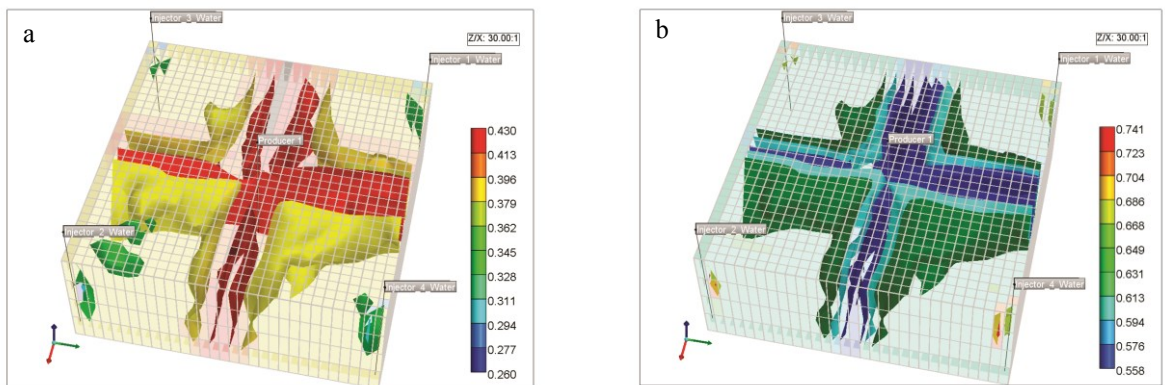 a
Injector_3_Water
Z/X: 30.00:1
Injector_1_Water
Producer 1
Injector_2_Water
Injector_4_Water
0.430
0.413
0.396
0.379
0.362
0.345
0.328
0.311
0.294
0.277
0.260
b
Injector_3_Water
Z/X: 30.00:1
Injector_1_Water
Producer 1
Injector_2_Water
Injector_4_Water
0.741
0.723
0.704
0.686
0.668
0.649
0.631
0.613
0.594
0.576
0.558